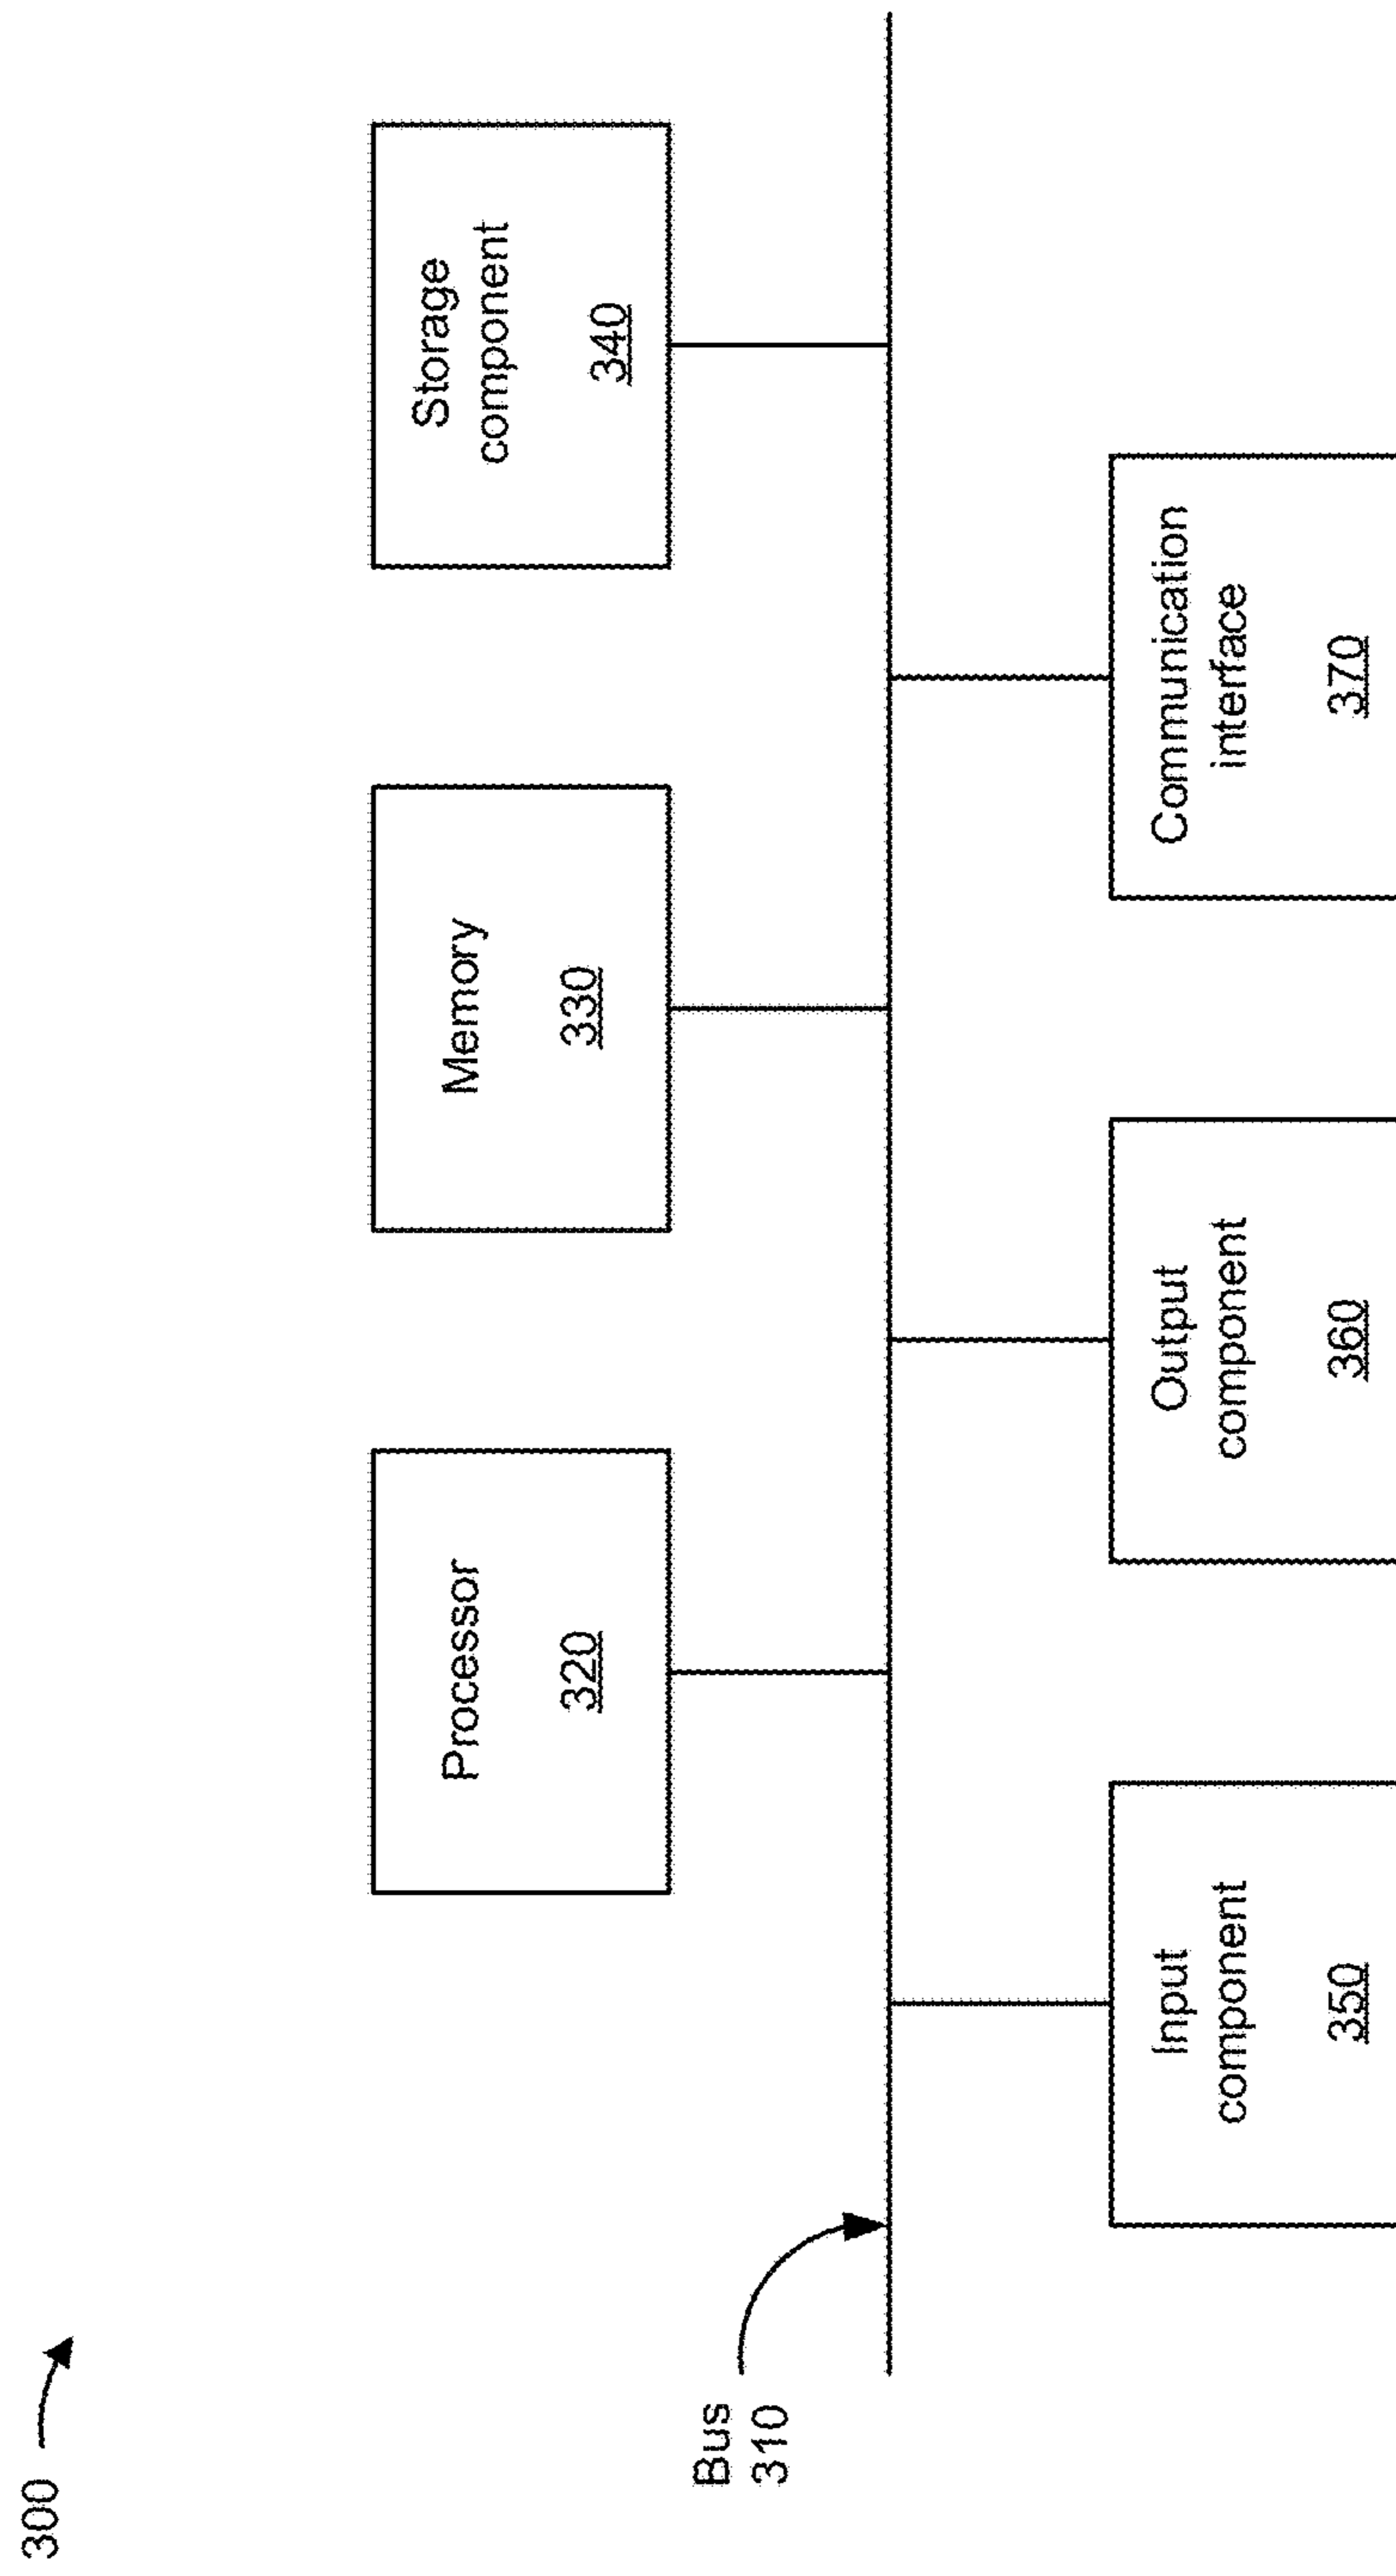 300
Processor
320
Memory
330
Storage
component
340
Bus
310
Input
component
350
Output
component
360
Communication
interface
370